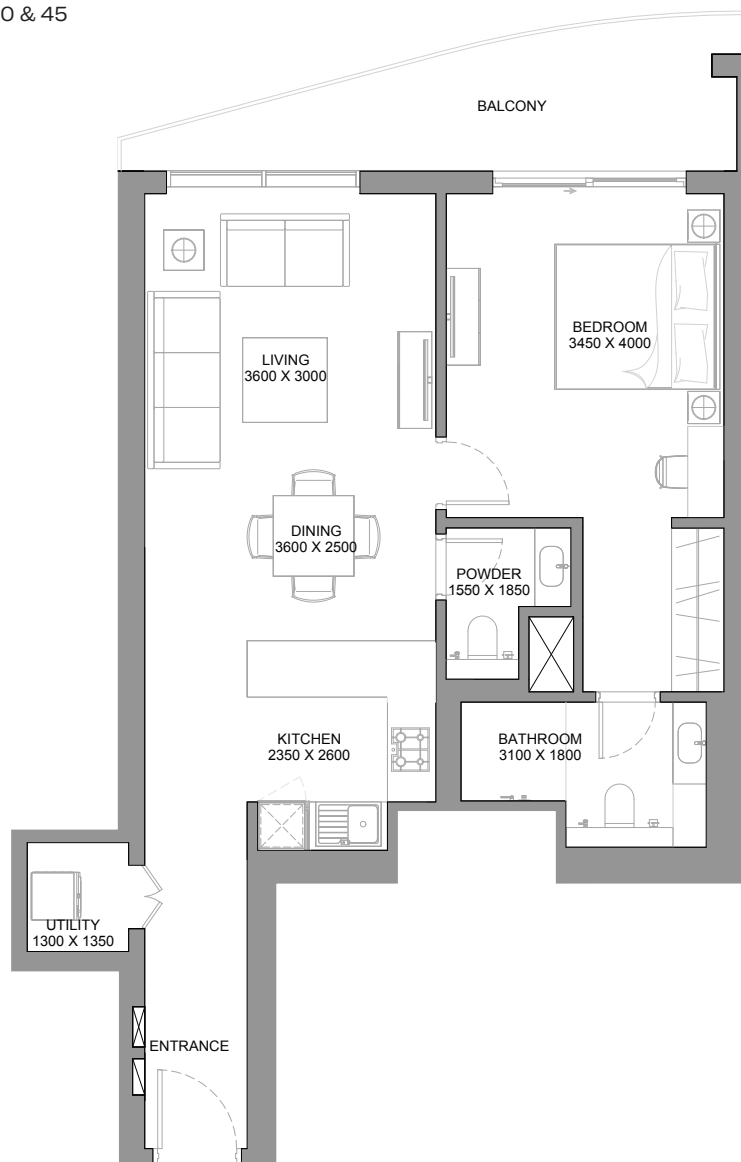 0 & 45
BALCONY
BEDROOM
3450 X 4000
LIVING
3600 X 3000
DINING
3600 X 2500
POWDER
1550 X 1850
KITCHEN
2350 X 2600
BATHROOM
3100 X 1800
UTILITY
1300 X 1350
ENTRANCE